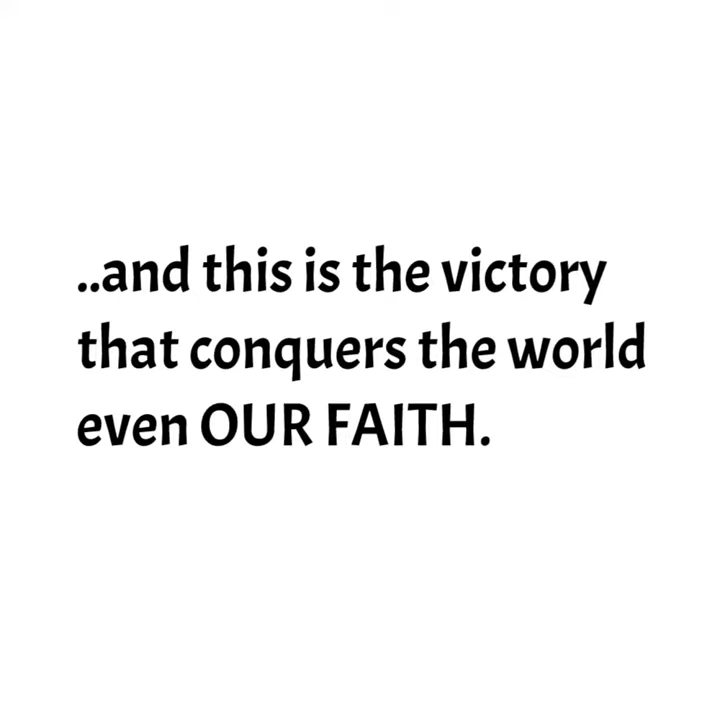 ..and this is the victory
that conquers the world
even OUR FAITH.